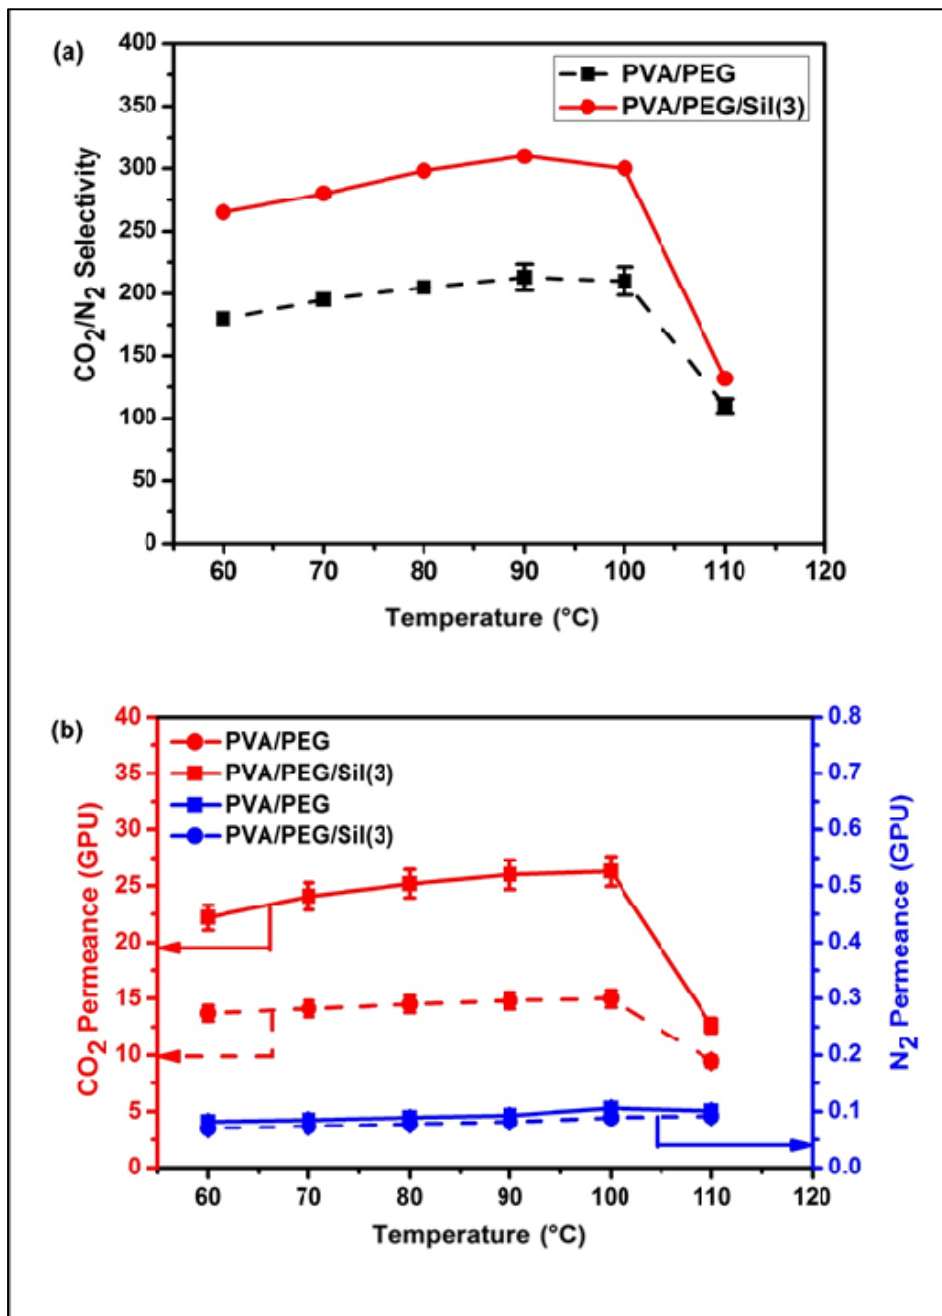 (a)
400
350
300
250
200
150
100
50
0
CO2/N2 Selectivity
PVA/PEG
PVA/PEG/Sil(3)
60 70 80 90 100 110 120
Temperature (°C)
(b)
40
35
30
25
20
15
10
5
0
CO2 Permeance (GPU)
PVA/PEG
PVA/PEG/Sil(3)
PVA/PEG
PVA/PEG/Sil(3)
0.8
0.7
0.6
0.5
0.4
0.3
0.2
0.1
0.0
N2 Permeance (GPU)
60 70 80 90 100 110 120
Temperature (°C)